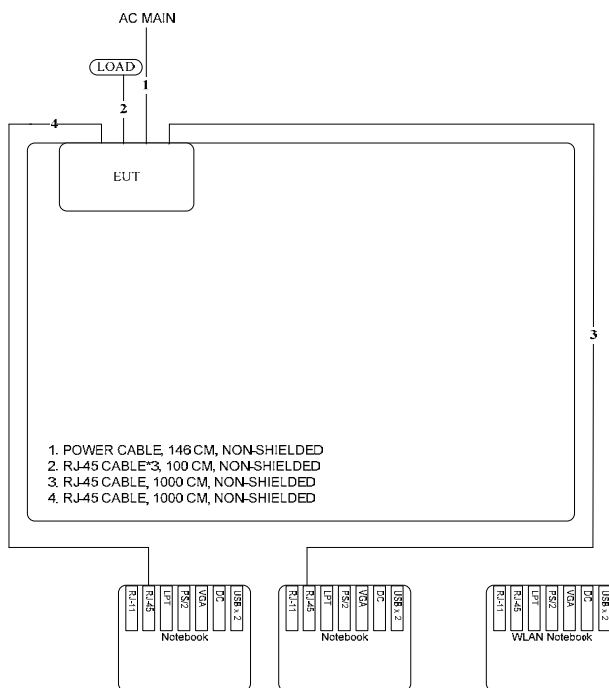 AC MAIN
LOAD
1
2
4
EUT
3
1. POWER CABLE, 146 CM, NON-SHIELDED
2. RJ-45 CABLE*3, 100 CM, NON-SHIELDED
3. RJ-45 CABLE, 1000 CM, NON-SHIELDED
4. RJ-45 CABLE, 1000 CM, NON-SHIELDED
RJ-11
RJ-45
LPT
PS/2
VGA
DC
USB x 2
Notebook
RJ-11
RJ-45
LPT
PS/2
VGA
DC
USB x 2
Notebook
RJ-11
RJ-45
LPT
PS/2
VGA
DC
USB x 2
WLAN Notebook